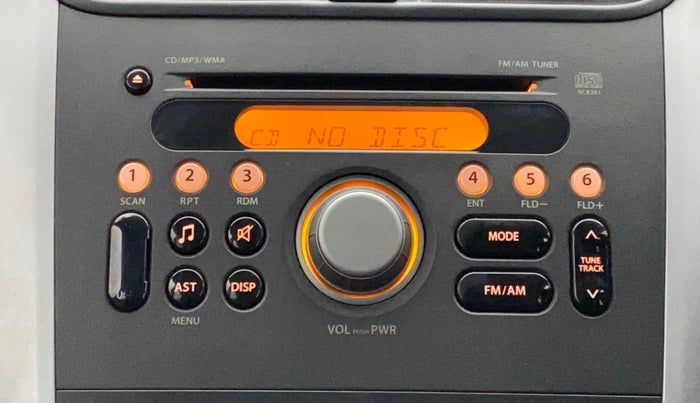 CD/MP3/WMA
FM/AM TUNER
CD NO DISC
1 2 3 4 5 6
SCAN RPT RDM ENT FLD− FLD+
MODE
TUNE
TRACK
AST DISP FM/AM
MENU
VOL PUSH PWR